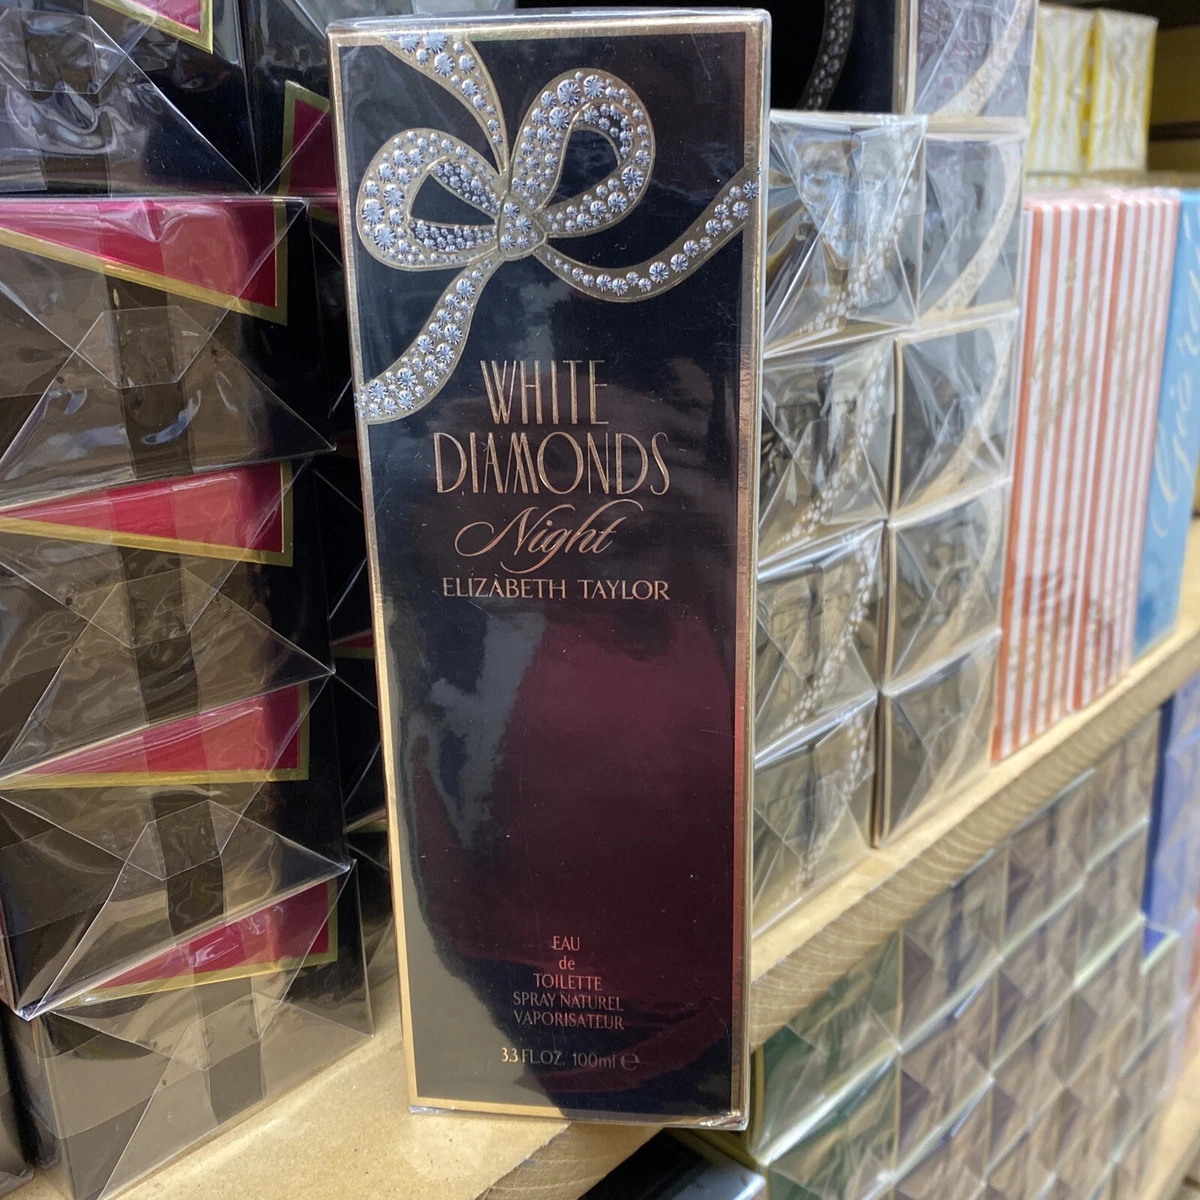 WHITE
DIAMONDS
Night
ELIZABETH TAYLOR
EAU
de
TOILETTE
SPRAY NATUREL
VAPORISATEUR
3.3 FL.OZ. 100ml ℮